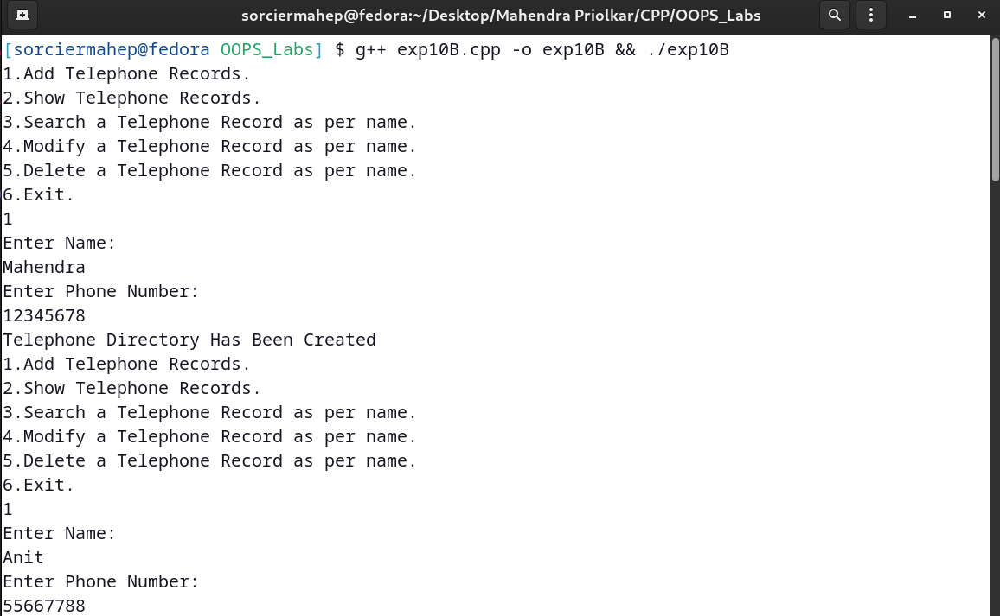 sorciermahep@fedora:~/Desktop/Mahendra Priolkar/CPP/OOPS_Labs
[sorciermahep@fedora OOPS_Labs] $ g++ exp10B.cpp -o exp10B && ./exp10B
1.Add Telephone Records.
2.Show Telephone Records.
3.Search a Telephone Record as per name.
4.Modify a Telephone Record as per name.
5.Delete a Telephone Record as per name.
6.Exit.
1
Enter Name:
Mahendra
Enter Phone Number:
12345678
Telephone Directory Has Been Created
1.Add Telephone Records.
2.Show Telephone Records.
3.Search a Telephone Record as per name.
4.Modify a Telephone Record as per name.
5.Delete a Telephone Record as per name.
6.Exit.
1
Enter Name:
Anit
Enter Phone Number:
55667788